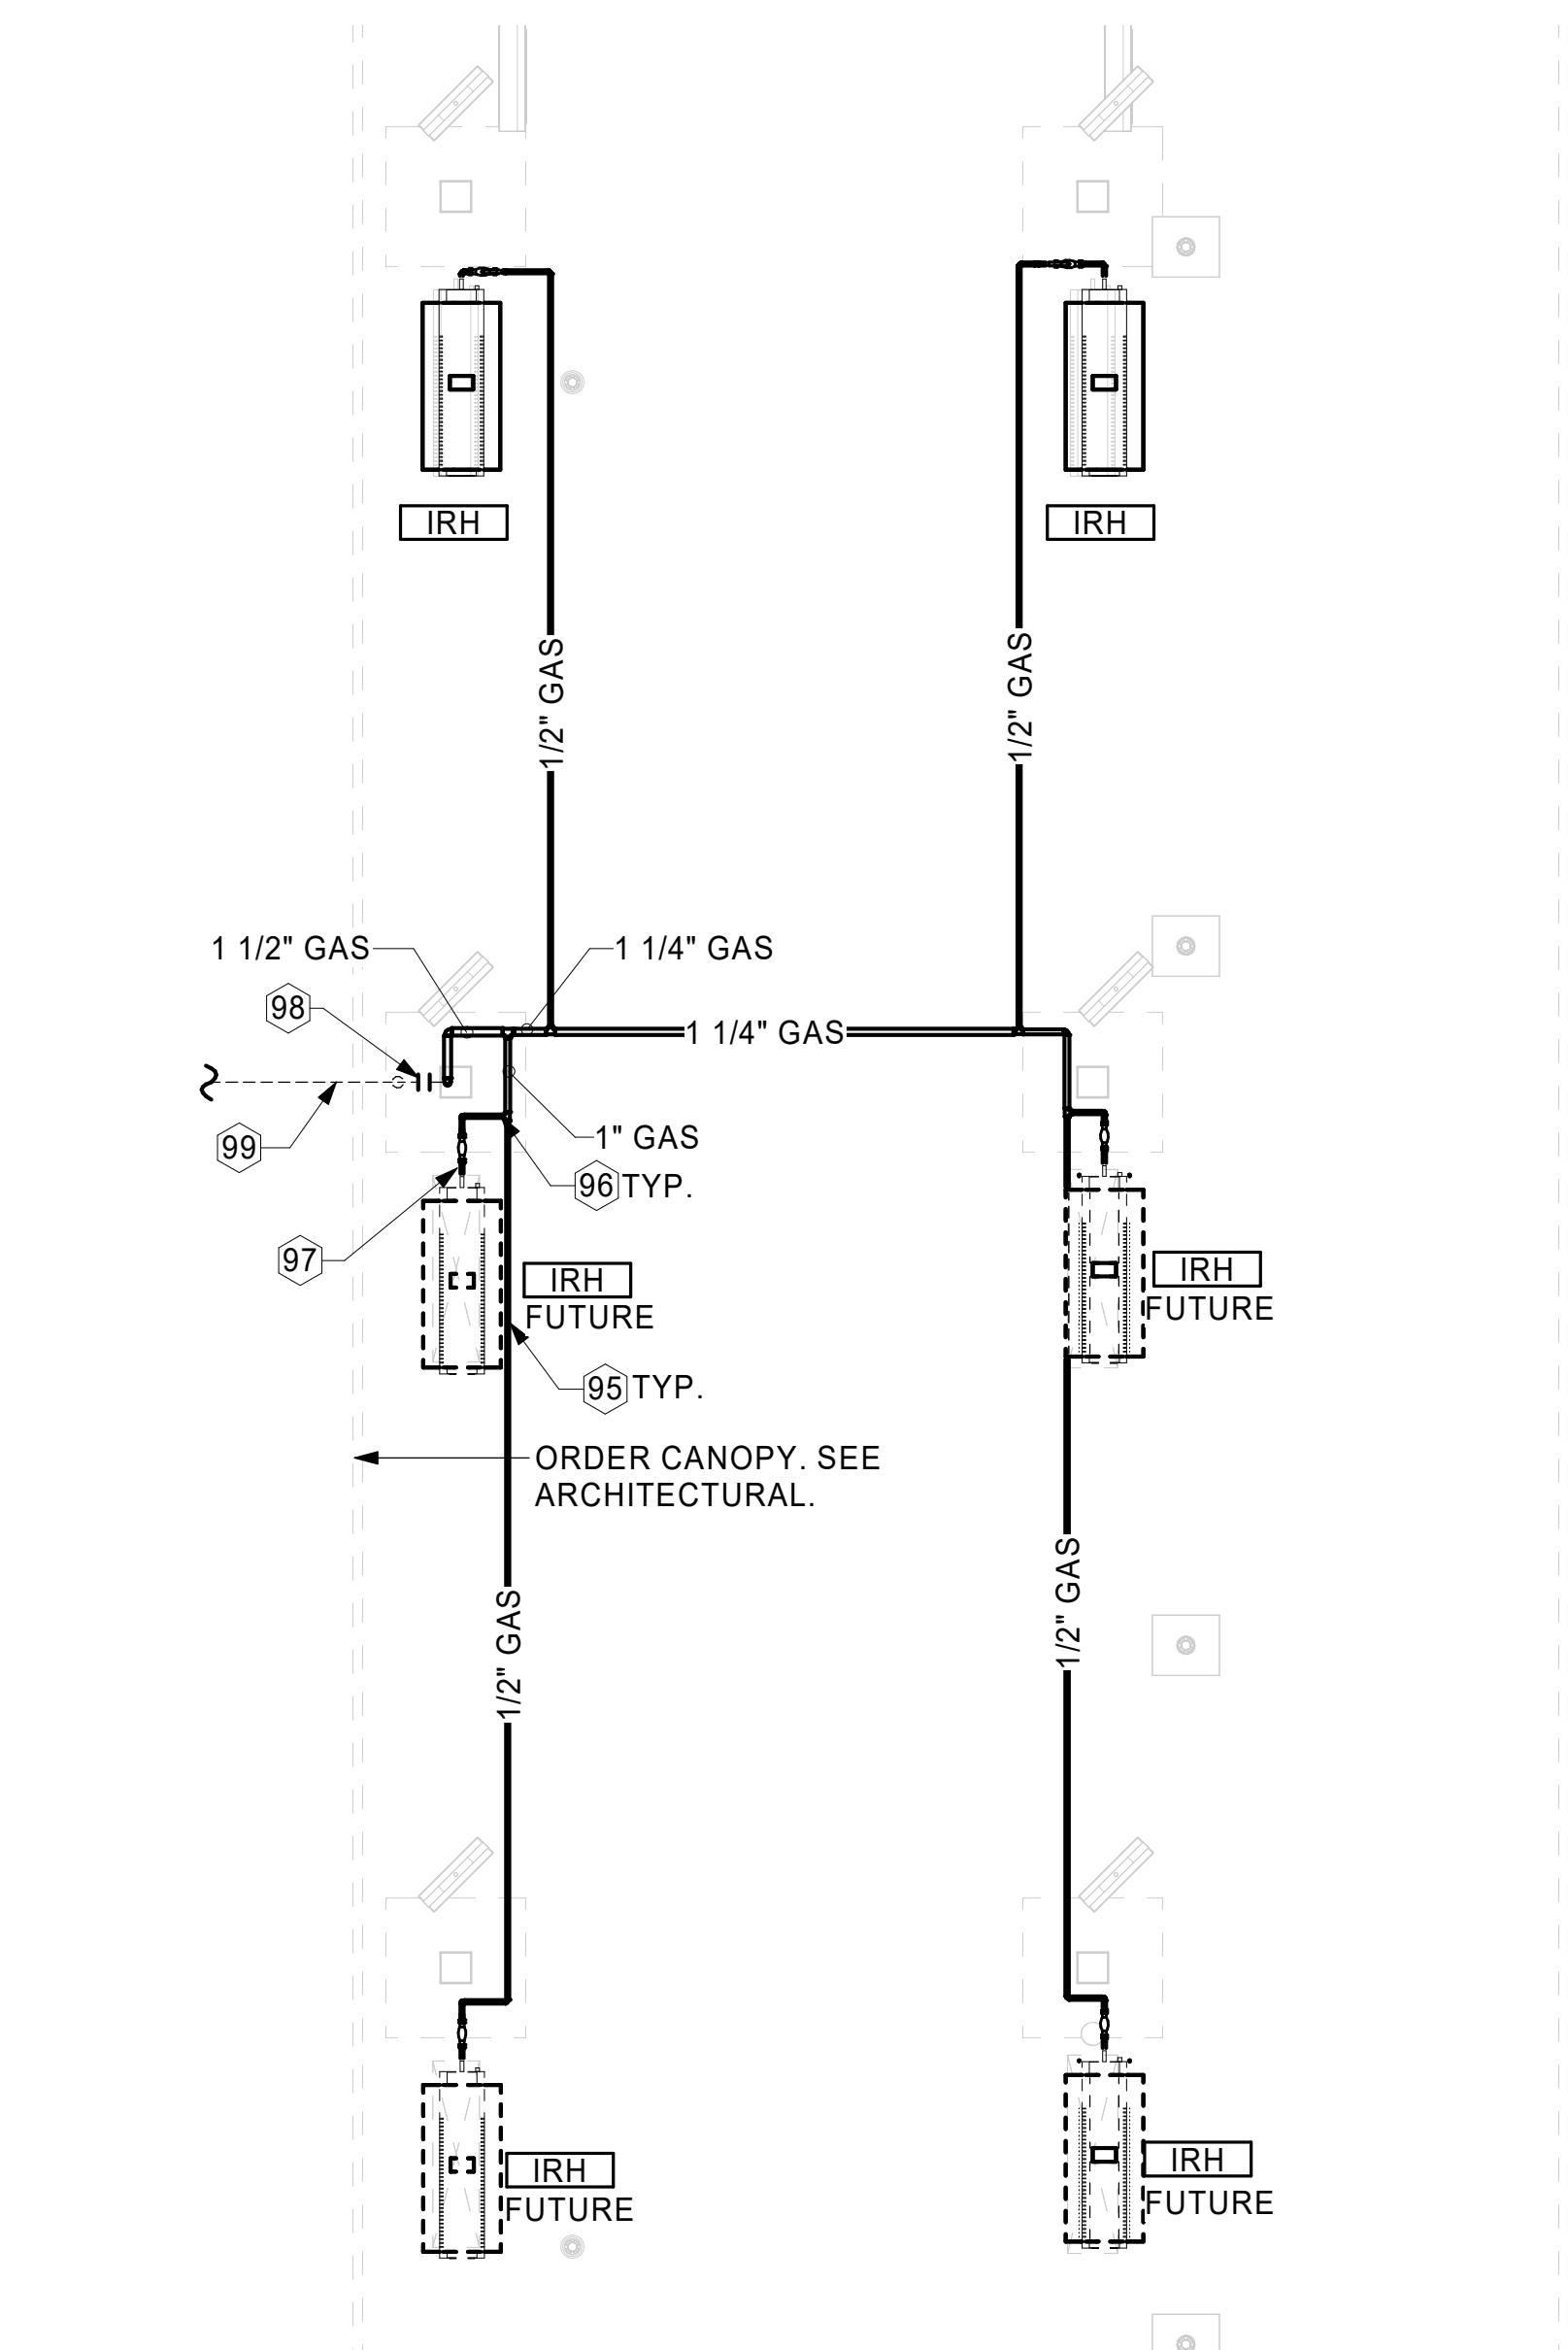 IRH
IRH
1/2" GAS
1/2" GAS
1 1/2" GAS
1 1/4" GAS
98
1 1/4" GAS
99
1" GAS
96 TYP.
97
IRH
FUTURE
IRH
FUTURE
95 TYP.
ORDER CANOPY. SEE
ARCHITECTURAL.
1/2" GAS
1/2" GAS
IRH
FUTURE
IRH
FUTURE